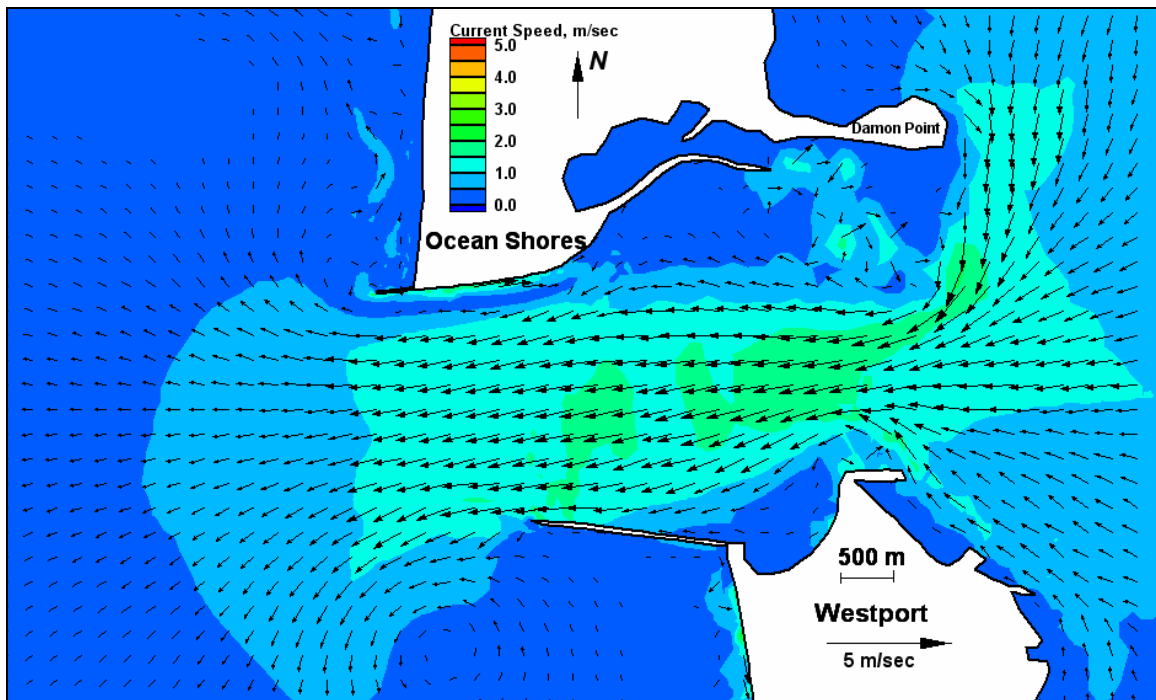 Current Speed, m/sec
5.0
4.0
3.0
2.0
1.0
0.0
N
Damon Point
Ocean Shores
500 m
Westport
5 m/sec